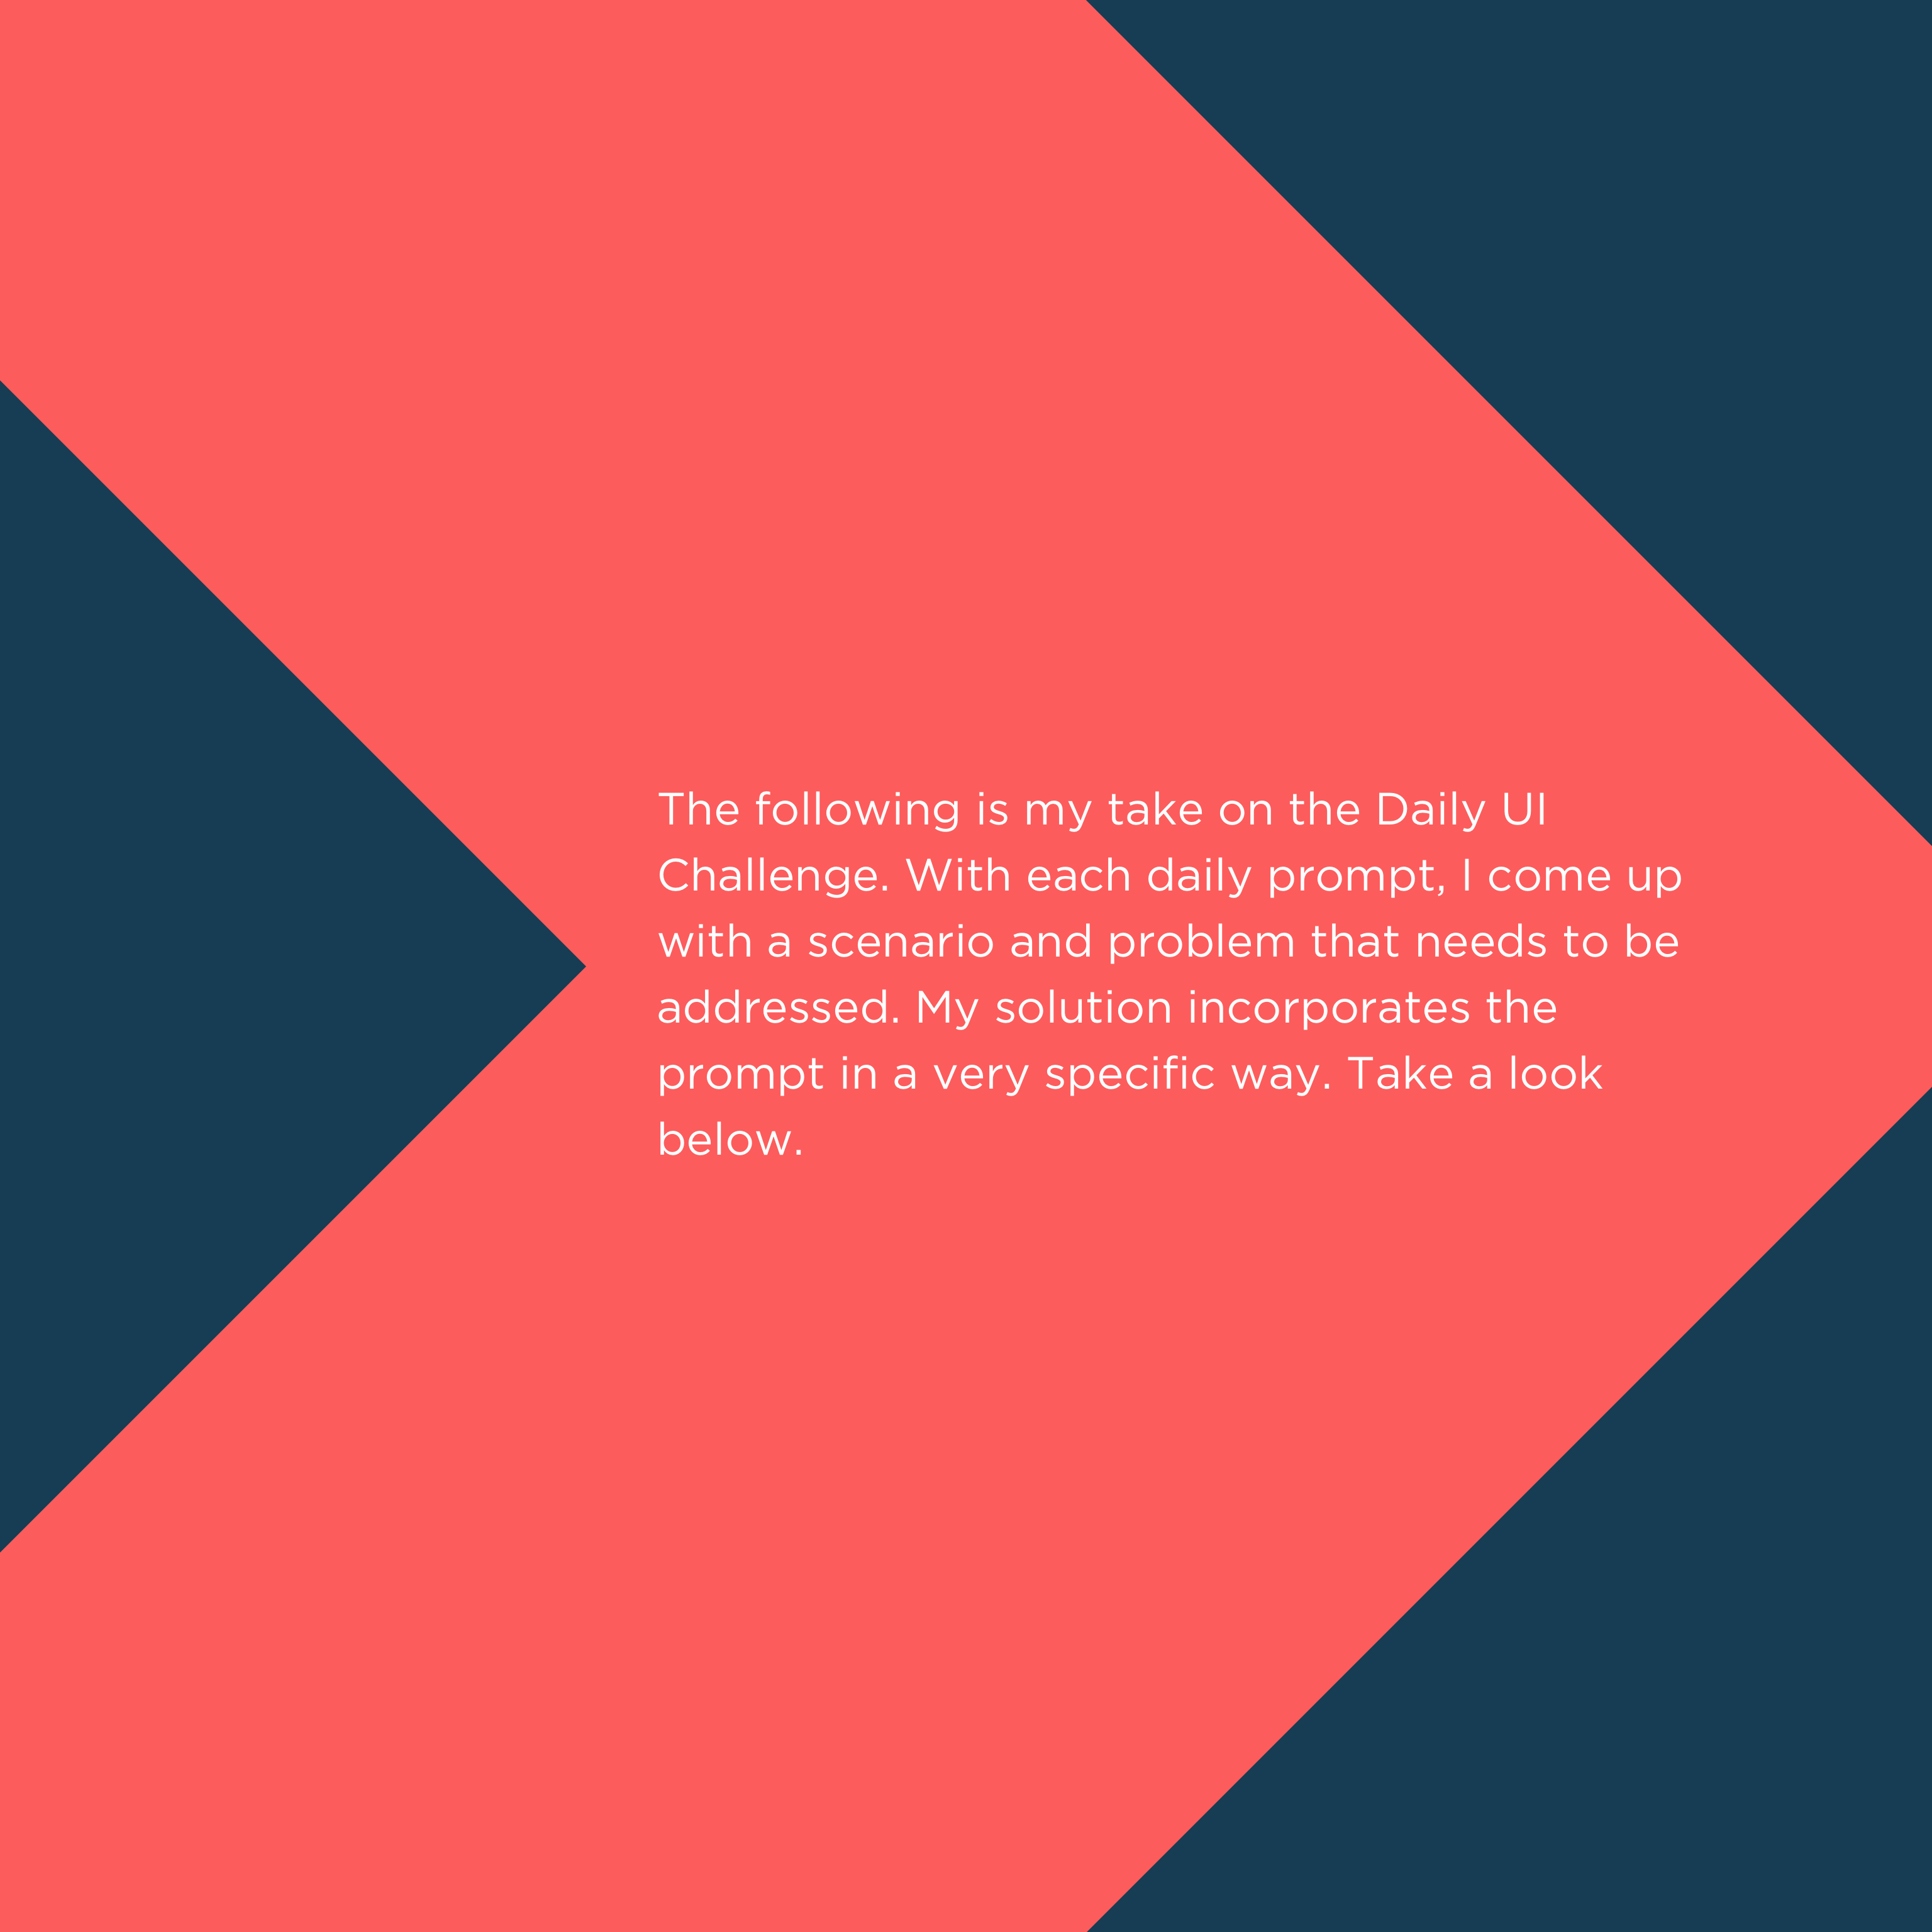 The following is my take on the Daily UI
Challenge. With each daily prompt, I come up
with a scenario and problem that needs to be
addressed. My solution incorporates the
prompt in a very specific way. Take a look
below.